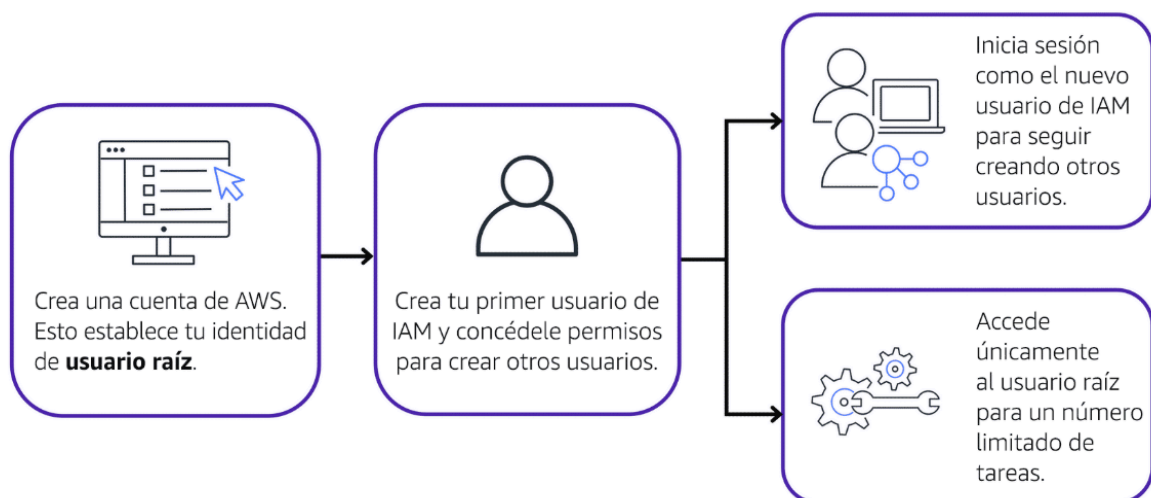 Crea una cuenta de AWS.
Esto establece tu identidad
de usuario raíz.
Crea tu primer usuario de
IAM y concédele permisos
para crear otros usuarios.
Inicia sesión
como el nuevo
usuario de IAM
para seguir
creando otros
usuarios.
Accede
únicamente
al usuario raíz
para un número
limitado de
tareas.